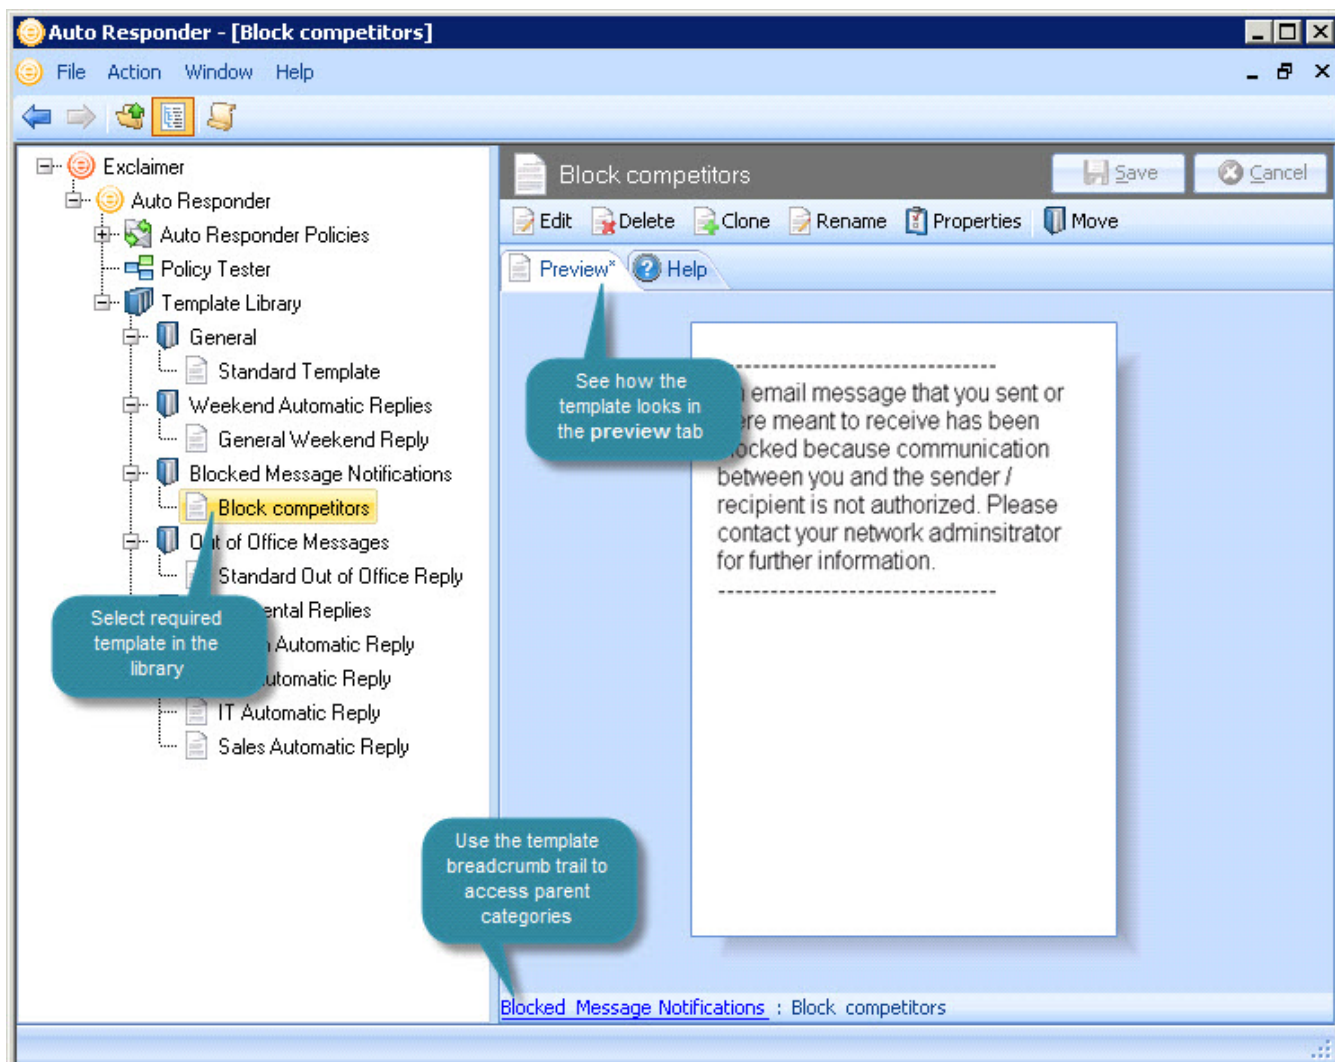 Auto Responder - [Block competitors]
File Action Window Help
Exclaimer
Auto Responder
Auto Responder Policies
Policy Tester
Template Library
General
Standard Template
Weekend Automatic Replies
General Weekend Reply
Blocked Message Notifications
Block competitors
Out of Office Messages
Standard Out of Office Reply
Replies
Automatic Reply
Reply
IT Automatic Reply
Sales Automatic Reply
Select required
template in the
library
Block competitors
Save Cancel
Edit Delete Clone Rename Properties Move
Preview* Help
See how the
template looks in
the preview tab
--------------------------------
email message that you sent or
meant to receive has been
because communication
between you and the sender /
recipient is not authorized. Please
contact your network adminsitrator
for further information.
--------------------------------
Use the template
breadcrumb trail to
access parent
categories
Blocked Message Notifications : Block competitors